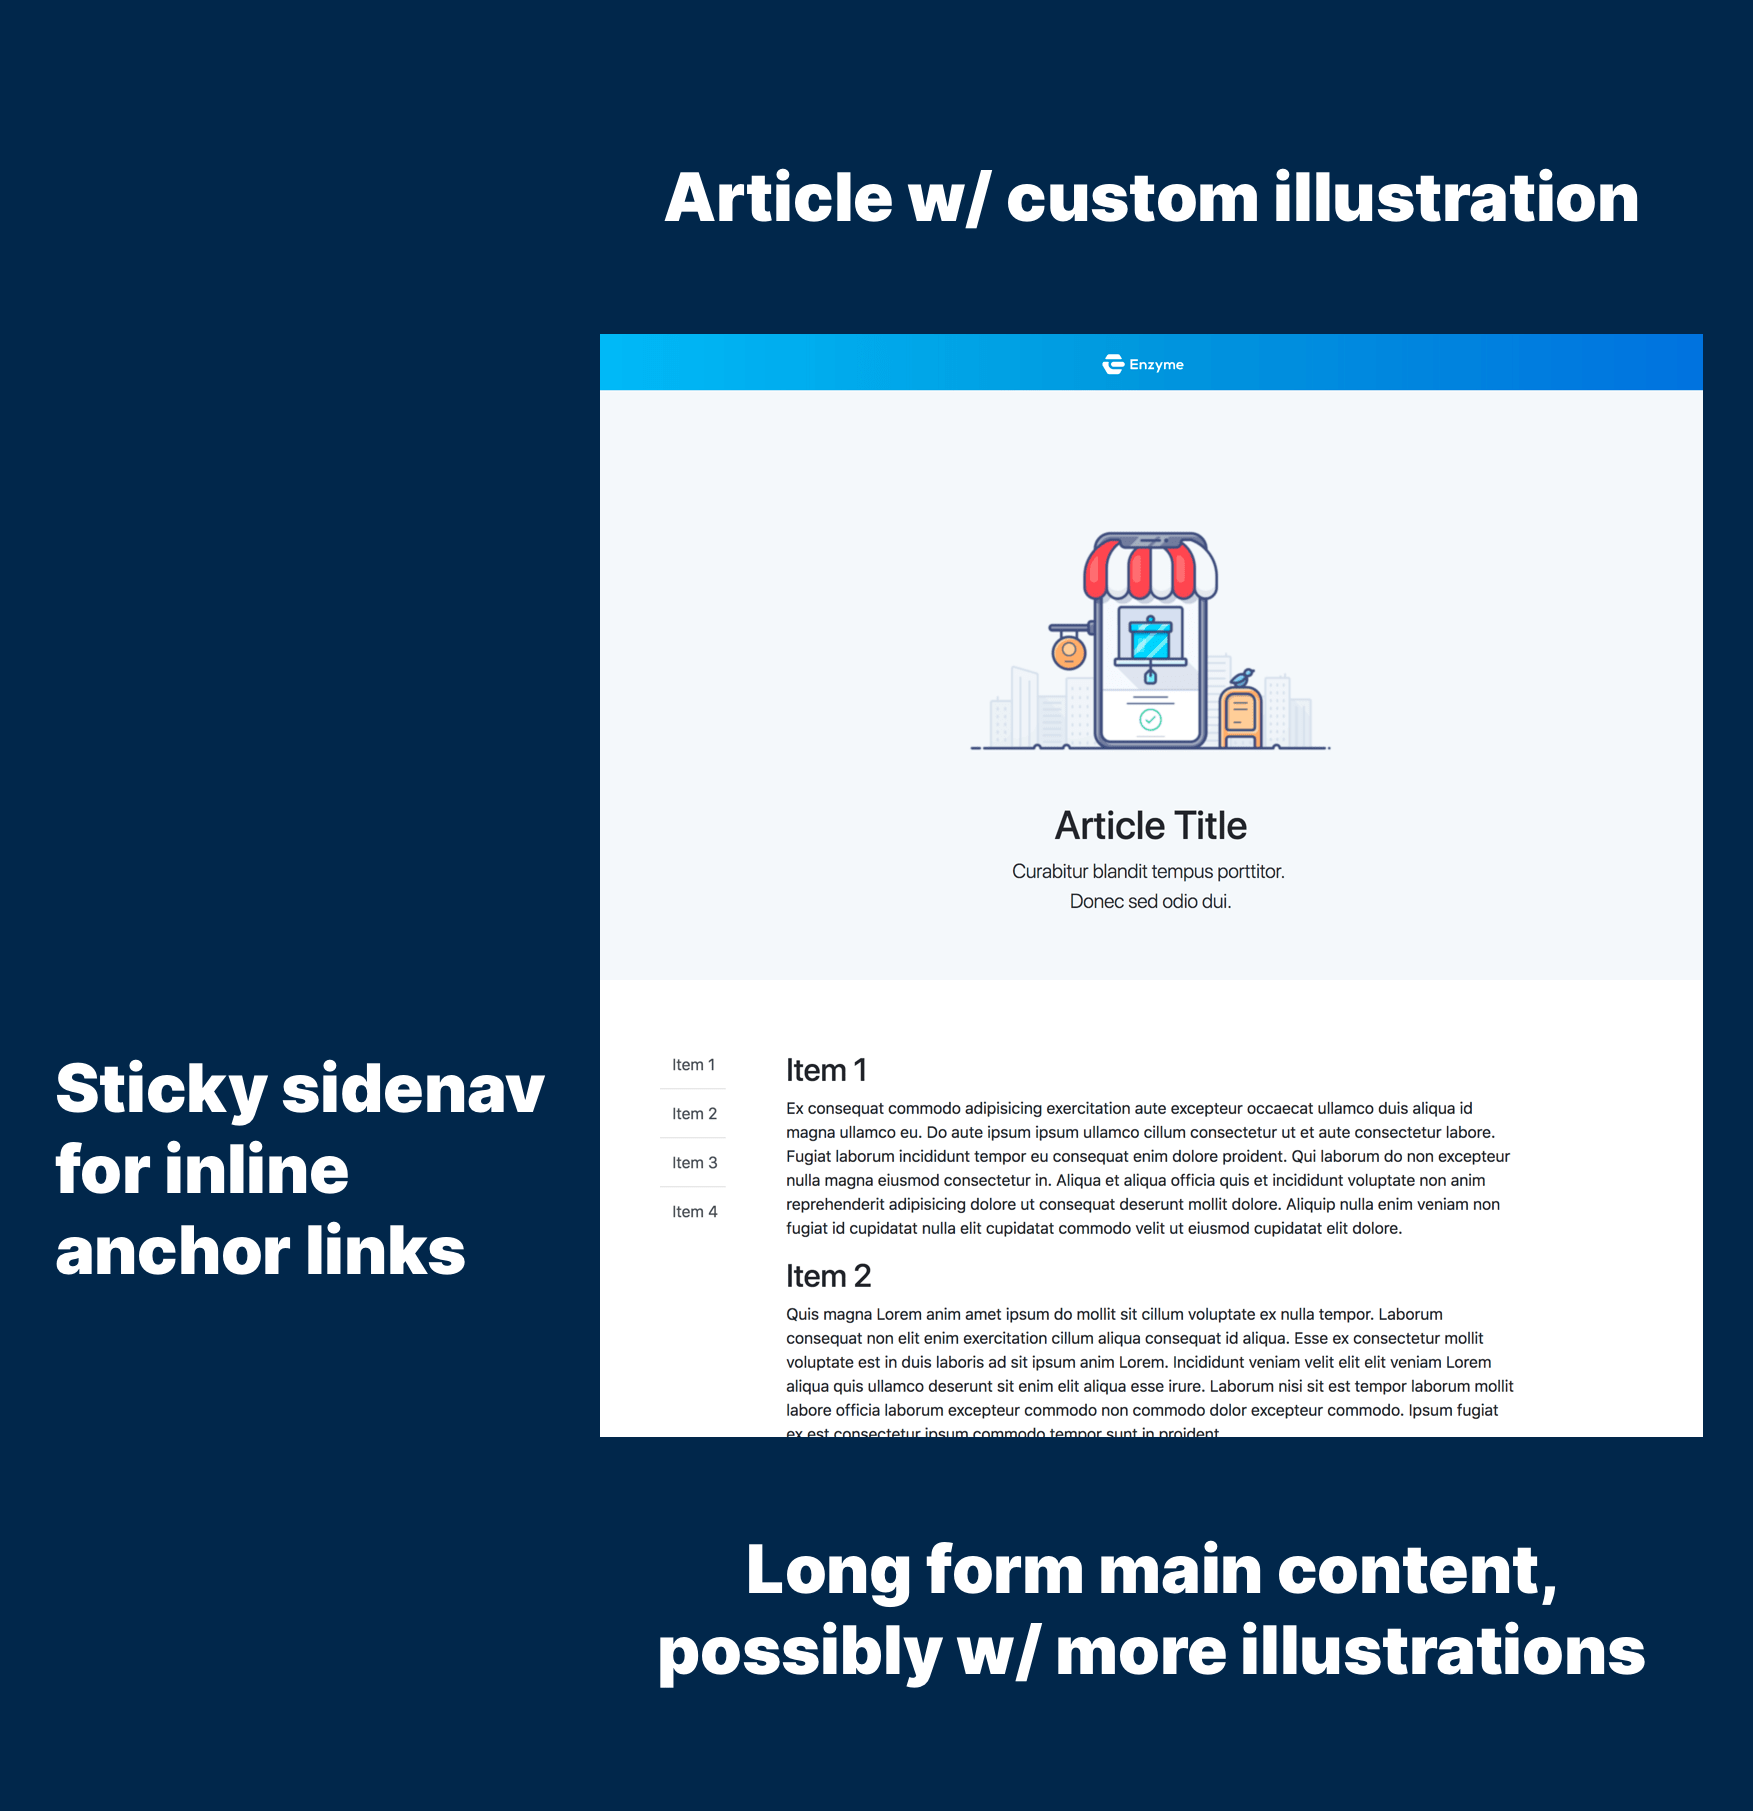 Article w/ custom illustration
Enzyme
Article Title
Curabitur blandit tempus porttitor.
Donec sed odio dui.
Sticky sidenav
for inline
anchor links
Item 1
Item 2
Item 3
Item 4
Item 1
Ex consequat commodo adipisicing exercitation aute excepteur occaecat ullamco duis aliqua id
magna ullamco eu. Do aute ipsum ipsum ullamco cillum consectetur ut et aute consectetur labore.
Fugiat laborum incididunt tempor eu consequat enim dolore proident. Qui laborum do non excepteur
nulla magna eiusmod consectetur in. Aliqua et aliqua officia quis et incididunt voluptate non anim
reprehenderit adipisicing dolore ut consequat deserunt mollit dolore. Aliquip nulla enim veniam non
fugiat id cupidatat nulla elit cupidatat commodo velit ut eiusmod cupidatat elit dolore.
Item 2
Quis magna Lorem anim amet ipsum do mollit sit cillum voluptate ex nulla tempor. Laborum
consequat non elit enim exercitation cillum aliqua consequat id aliqua. Esse ex consectetur mollit
voluptate est in duis laboris ad sit ipsum anim Lorem. Incididunt veniam velit elit elit veniam Lorem
aliqua quis ullamco deserunt sit enim elit aliqua esse irure. Laborum nisi sit est tempor laborum mollit
labore officia laborum excepteur commodo non commodo dolor excepteur commodo. Ipsum fugiat
ex est consectetur ipsum commodo tempor sunt in proident
Long form main content,
possibly w/ more illustrations